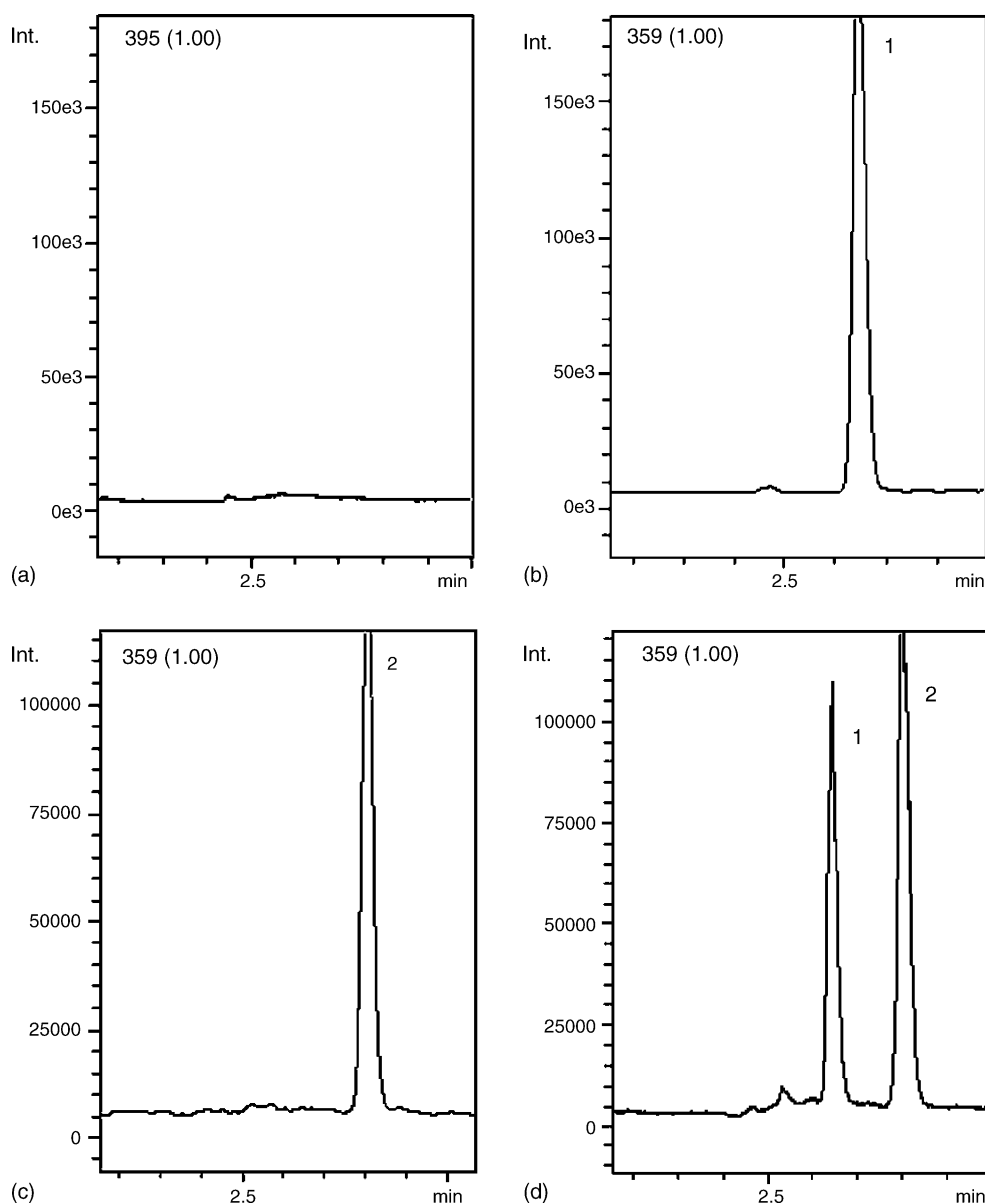 Int.
395 (1.00)
150e3
100e3
50e3
0e3
2.5
min
(a)
Int.
359 (1.00)
1
150e3
100e3
50e3
0e3
2.5
min
(b)
Int.
359 (1.00)
2
100000
75000
50000
25000
0
2.5
min
(c)
Int.
359 (1.00)
2
1
100000
75000
50000
25000
0
2.5
min
(d)